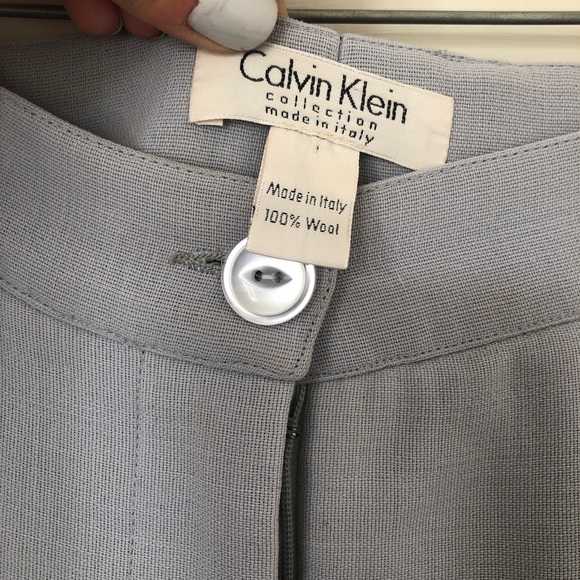 Calvin Klein
collection
made in italy
Made in Italy
100% Wool